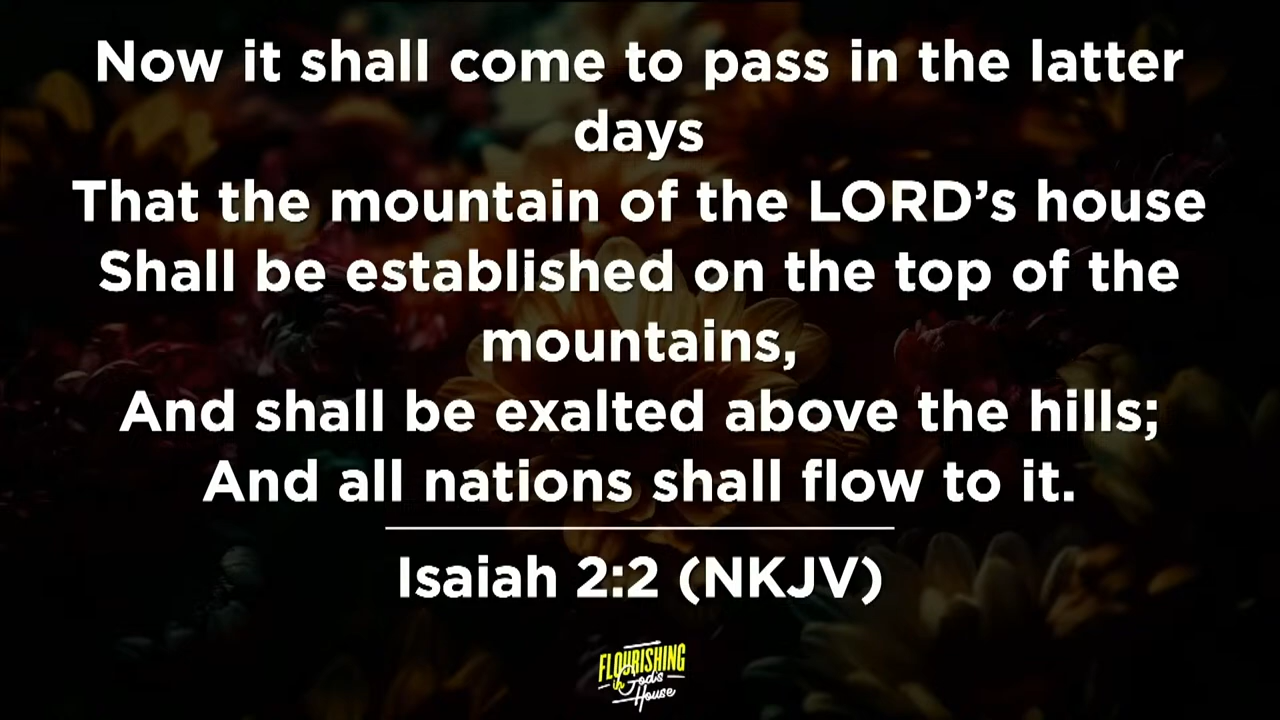 Now it shall come to pass in the latter
days
That the mountain of the LORD’s house
Shall be established on the top of the
mountains,
And shall be exalted above the hills;
And all nations shall flow to it.
Isaiah 2:2 (NKJV)
FLOURISHING
in God's
House